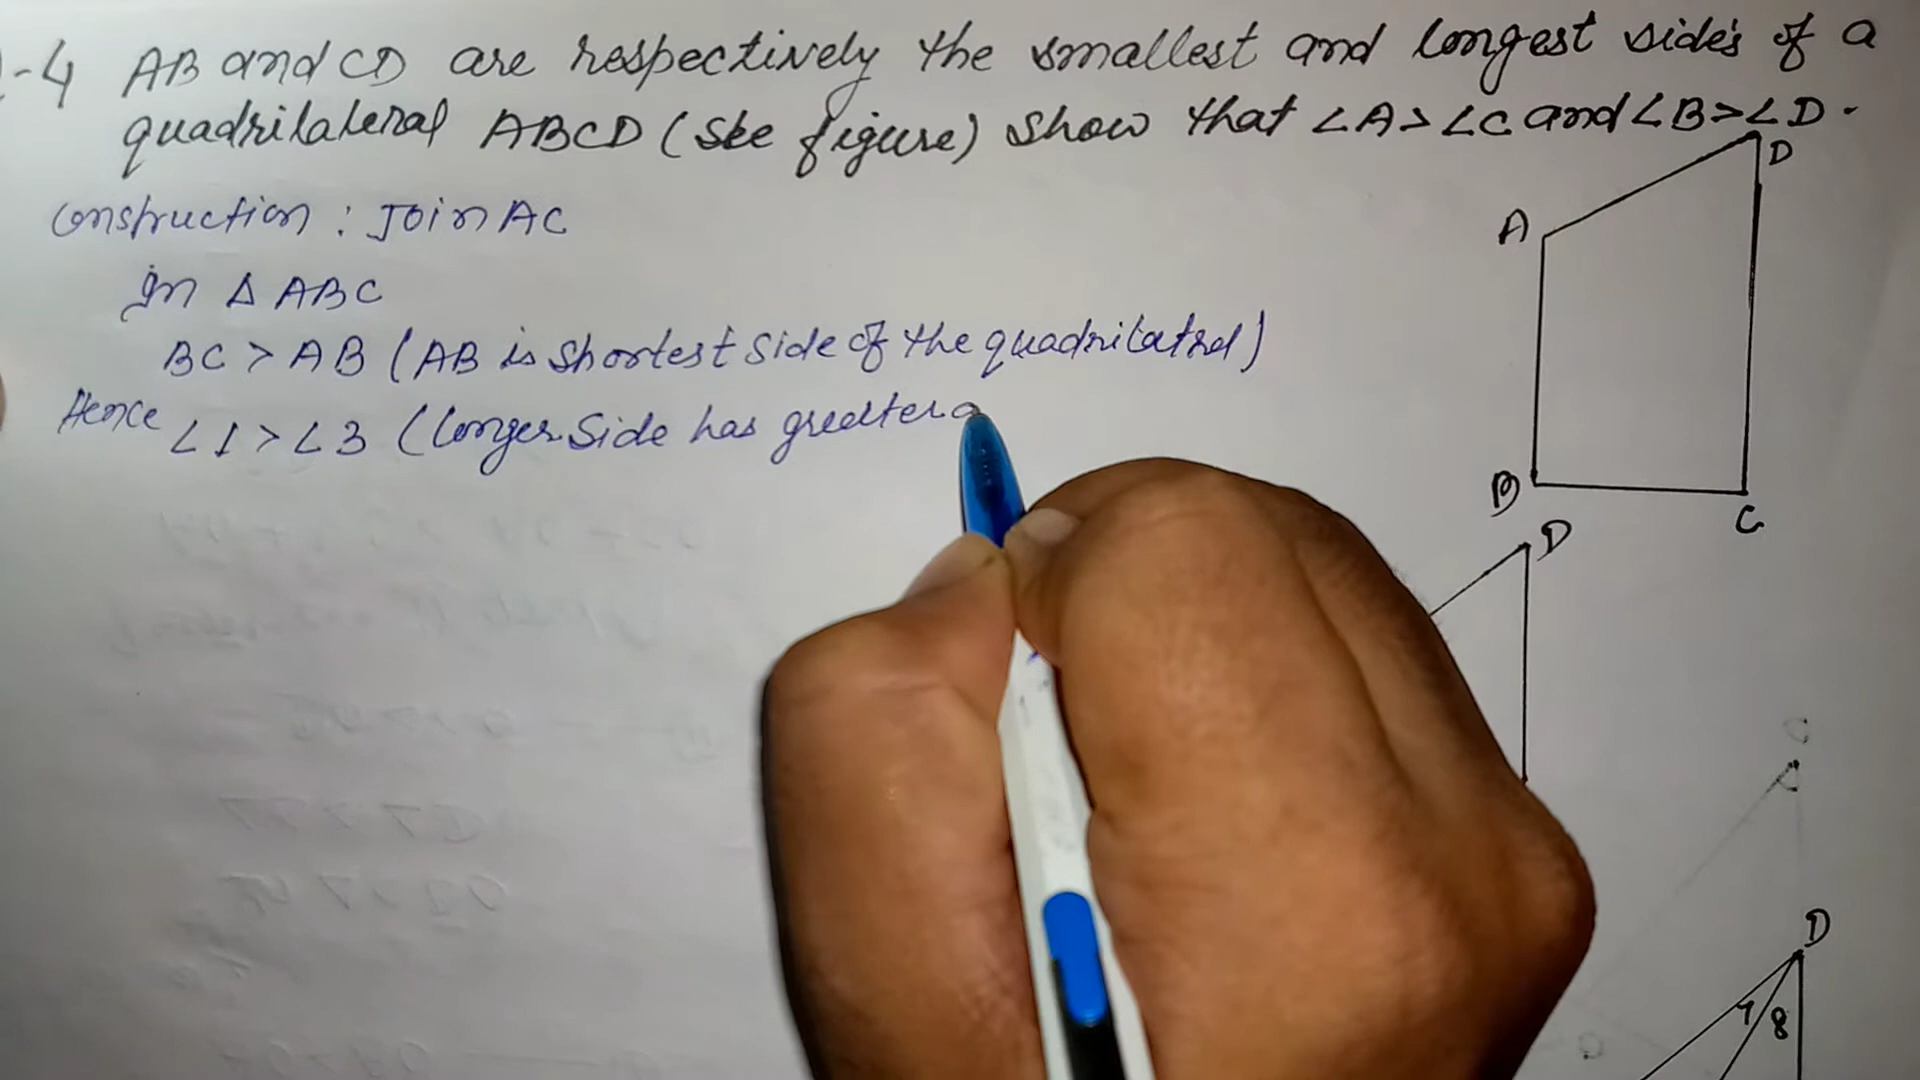 -4 AB and CD are respectively the smallest and longest sides of a
quadrilateral ABCD (See figure) Show that ∠A>∠C and ∠B>∠D.
Construction : Join AC
In Δ ABC
BC > AB (AB is Shortest Side of the quadrilatral)
Hence ∠1 > ∠3 (longer Side has greater a
D
A
B
C
D
D
7
8